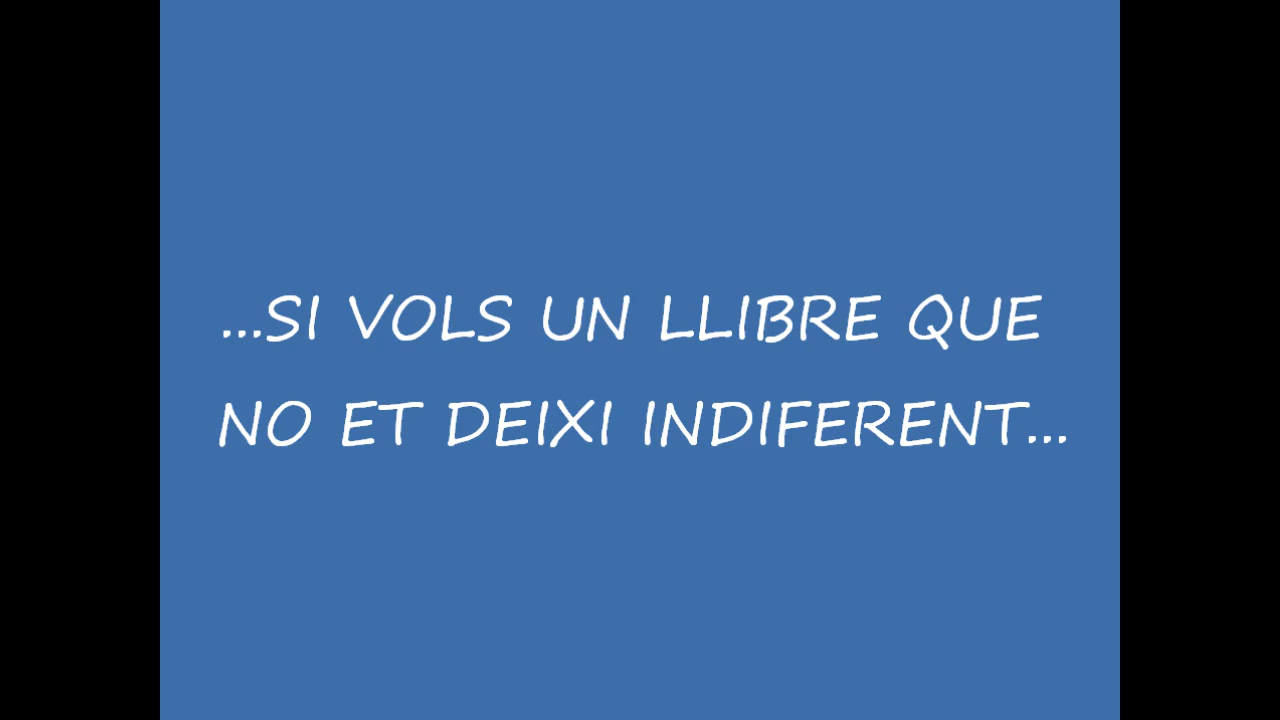 ...SI VOLS UN LLIBRE QUE
NO ET DEIXI INDIFERENT...